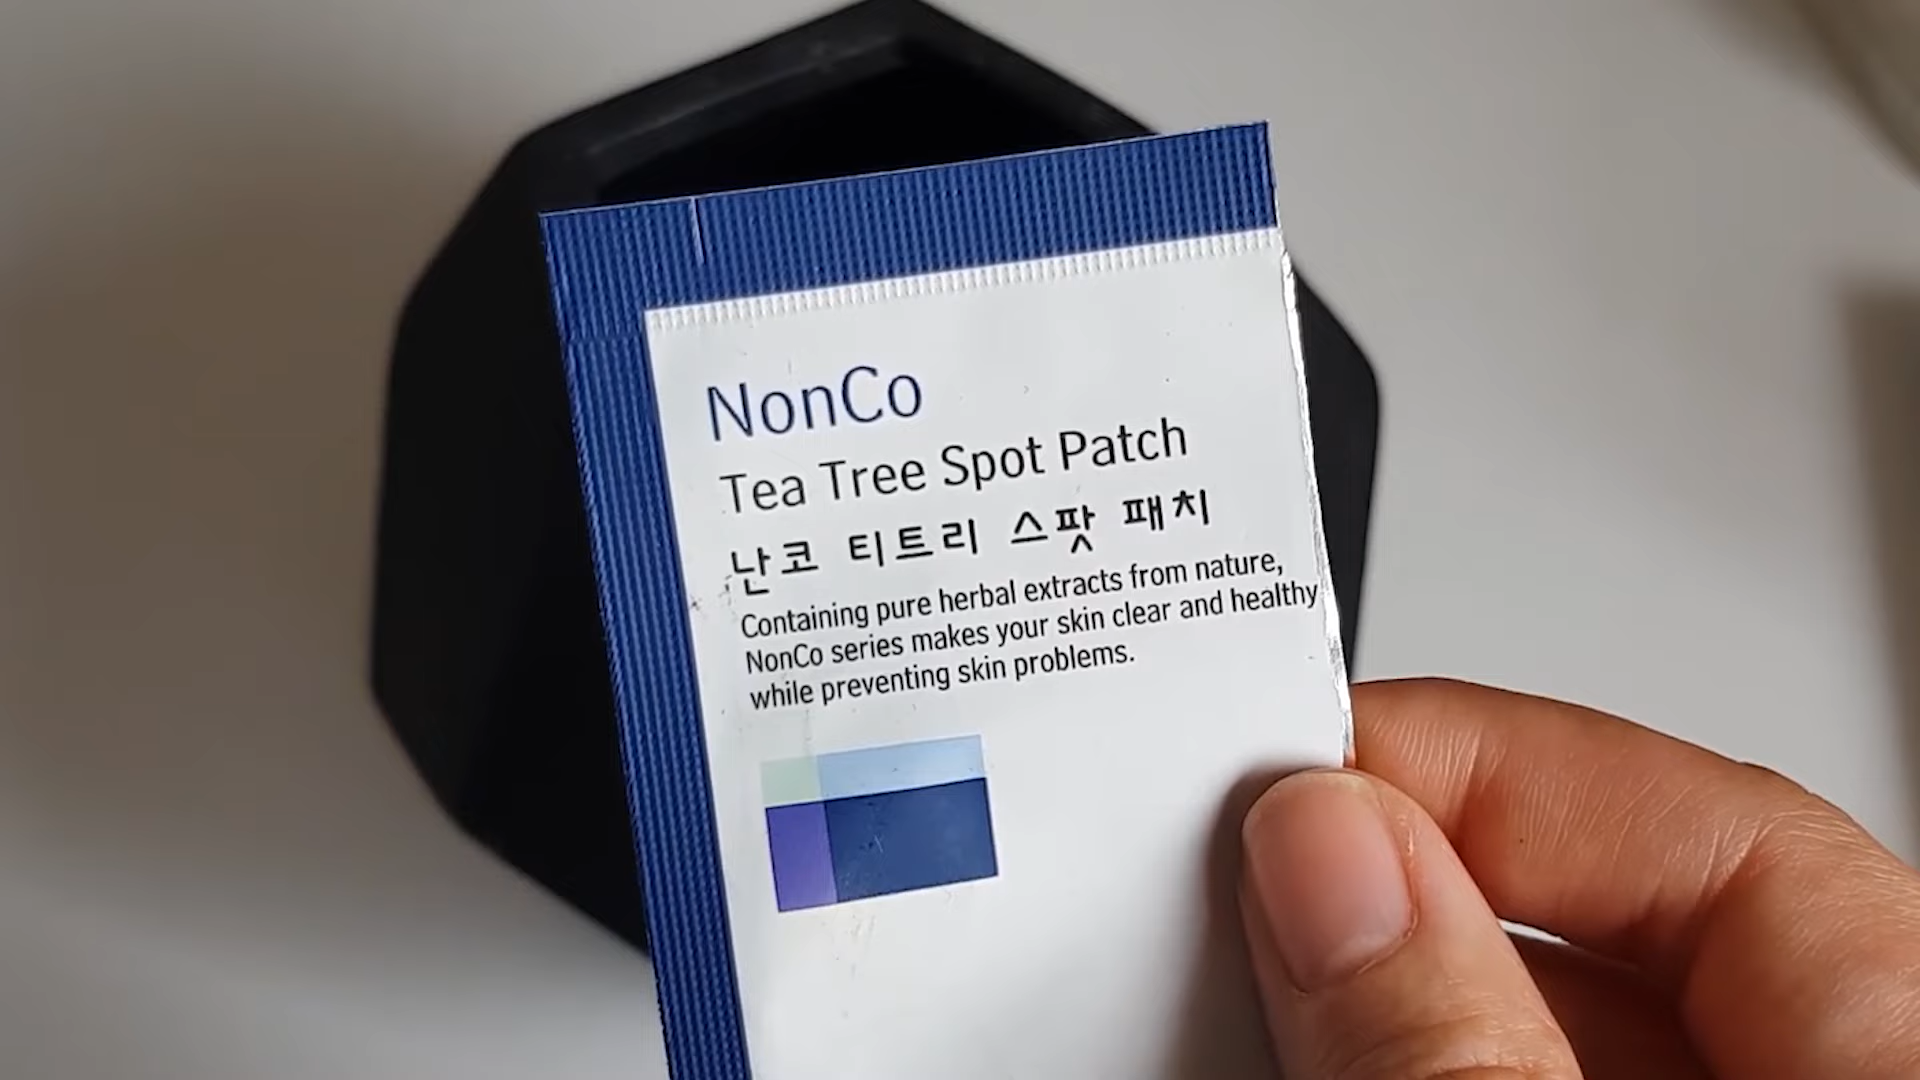 NonCo
Tea Tree Spot Patch
난코 티트리 스팟 패치
Containing pure herbal extracts from nature,
NonCo series makes your skin clear and healthy
while preventing skin problems.